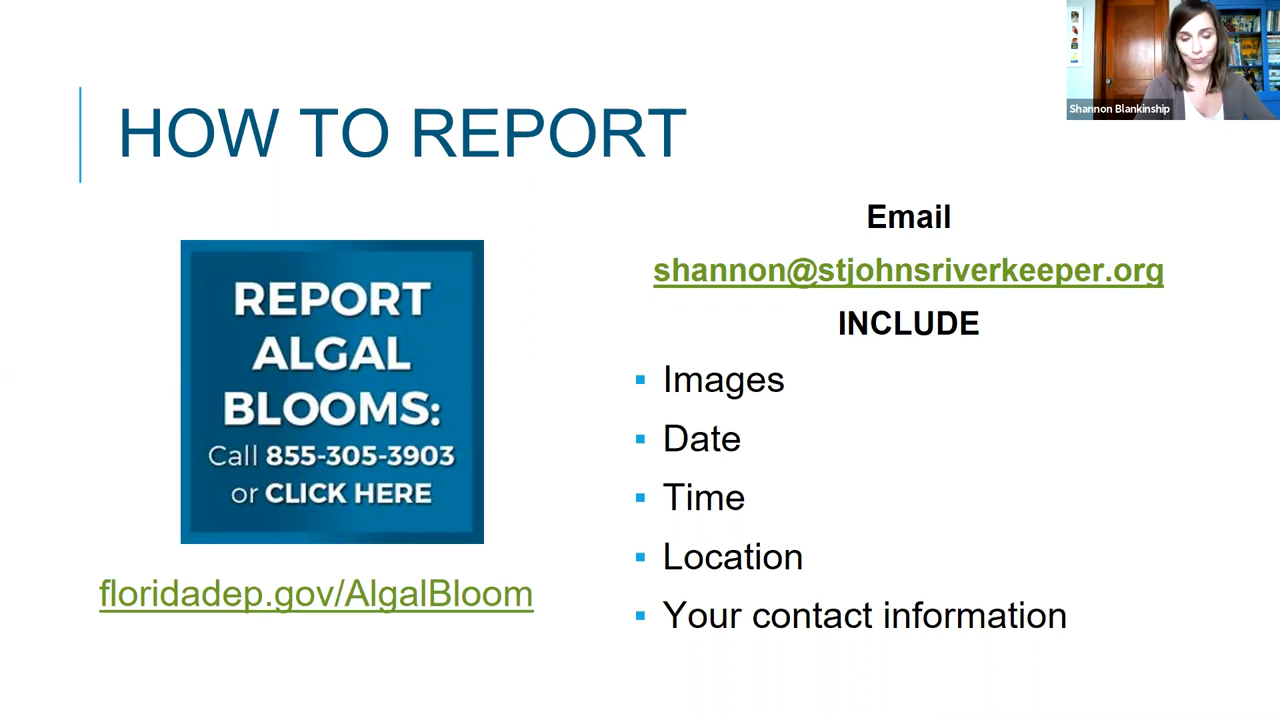 Shannon Blankinship
HOW TO REPORT
REPORT
ALGAL
BLOOMS:
Call 855-305-3903
or CLICK HERE
floridadep.gov/AlgalBloom
Email
shannon@stjohnsriverkeeper.org
INCLUDE
Images
Date
Time
Location
Your contact information